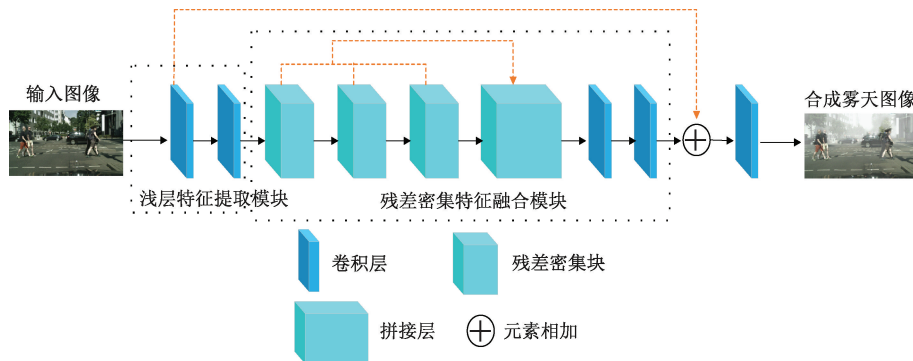 输入图像
合成雾天图像
浅层特征提取模块
残差密集特征融合模块
卷积层
残差密集块
拼接层
元素相加